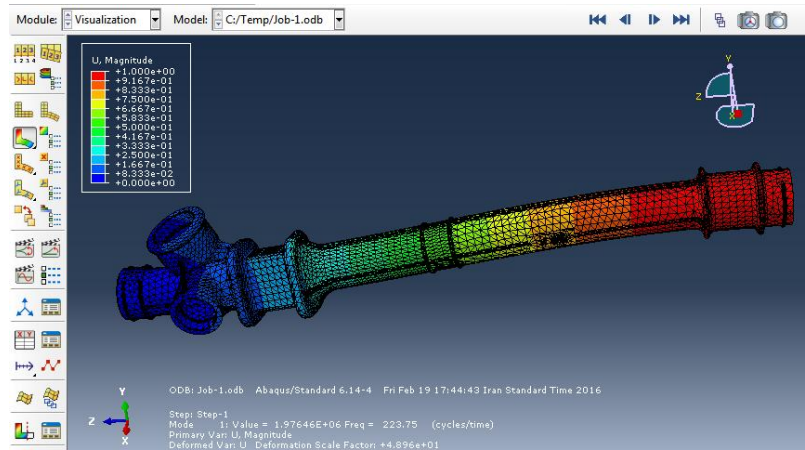 Module: Visualization Model: C:/Temp/Job-1.odb
U, Magnitude
+1.000e+00
+9.167e-01
+8.333e-01
+7.500e-01
+6.667e-01
+5.833e-01
+5.000e-01
+4.167e-01
+3.333e-01
+2.500e-01
+1.667e-01
+8.333e-02
+0.000e+00
Y
Z
X
ODB: Job-1.odb Abaqus/Standard 6.14-4 Fri Feb 19 17:44:43 Iran Standard Time 2016
Y
Z
X
Step: Step-1
Mode 1: Value = 1.97646E+06 Freq = 223.75 (cycles/time)
Primary Var: U, Magnitude
Deformed Var: U Deformation Scale Factor: +4.896e+01